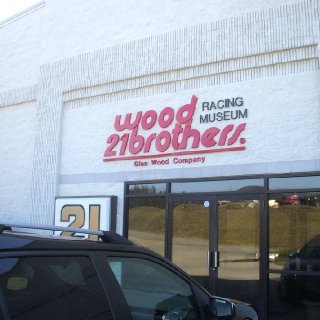 wood
RACING
MUSEUM
21brothers.
Glen Wood Company
21